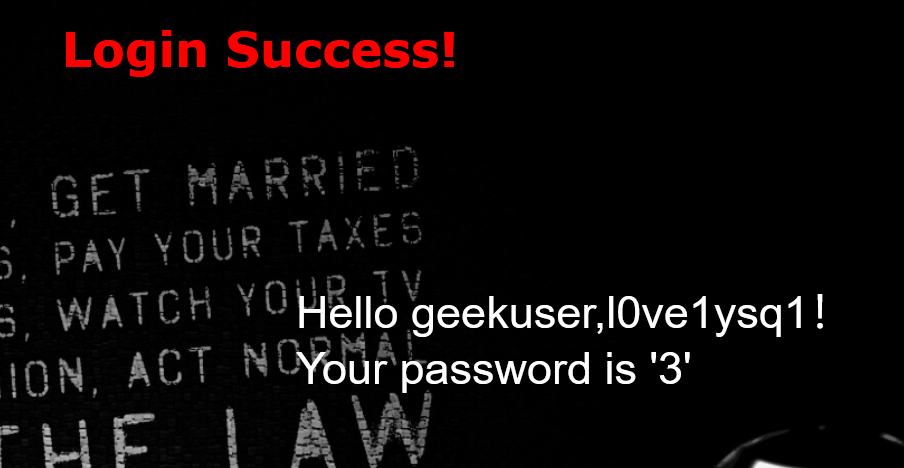 Login Success!
, GET MARRIED
S, PAY YOUR TAXES
S, WATCH YOUR TV
Hello geekuser,l0ve1ysq1！
ION, ACT NORMAL
Your password is '3'
THE LAW